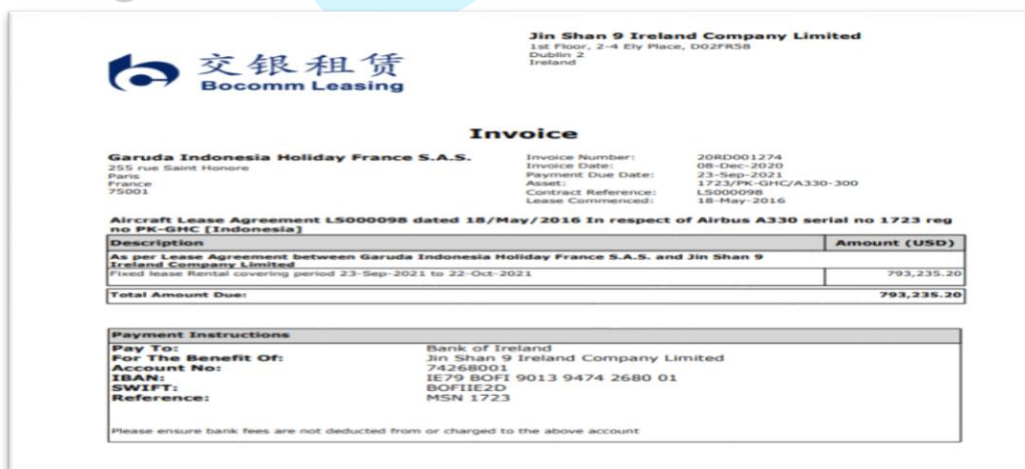 交银租赁
Bocomm Leasing
Jin Shan 9 Ireland Company Limited
1st Floor, 2-4 Ely Place, D02FR58
Dublin 2
Ireland
Invoice
Garuda Indonesia Holiday France S.A.S.
255 rue Saint Honore
Paris
France
75001
Invoice Number: 20RD001274
Invoice Date: 08-Dec-2020
Payment Due Date: 23-Sep-2021
Asset: 1723/PK-GHC/A330-300
Contract Reference: LS000098
Lease Commenced: 18-May-2016
Aircraft Lease Agreement LS000098 dated 18/May/2016 In respect of Airbus A330 serial no 1723 reg
no PK-GHC [Indonesia]
Description Amount (USD)
As per Lease Agreement between Garuda Indonesia Holiday France S.A.S. and Jin Shan 9
Ireland Company Limited
Fixed lease Rental covering period 23-Sep-2021 to 22-Oct-2021 793,235.20
Total Amount Due: 793,235.20
Payment Instructions
Pay To: Bank of Ireland
For The Benefit Of: Jin Shan 9 Ireland Company Limited
Account No: 74268001
IBAN: IE79 BOFI 9013 9474 2680 01
SWIFT: BOFIIE2D
Reference: MSN 1723
Please ensure bank fees are not deducted from or charged to the above account